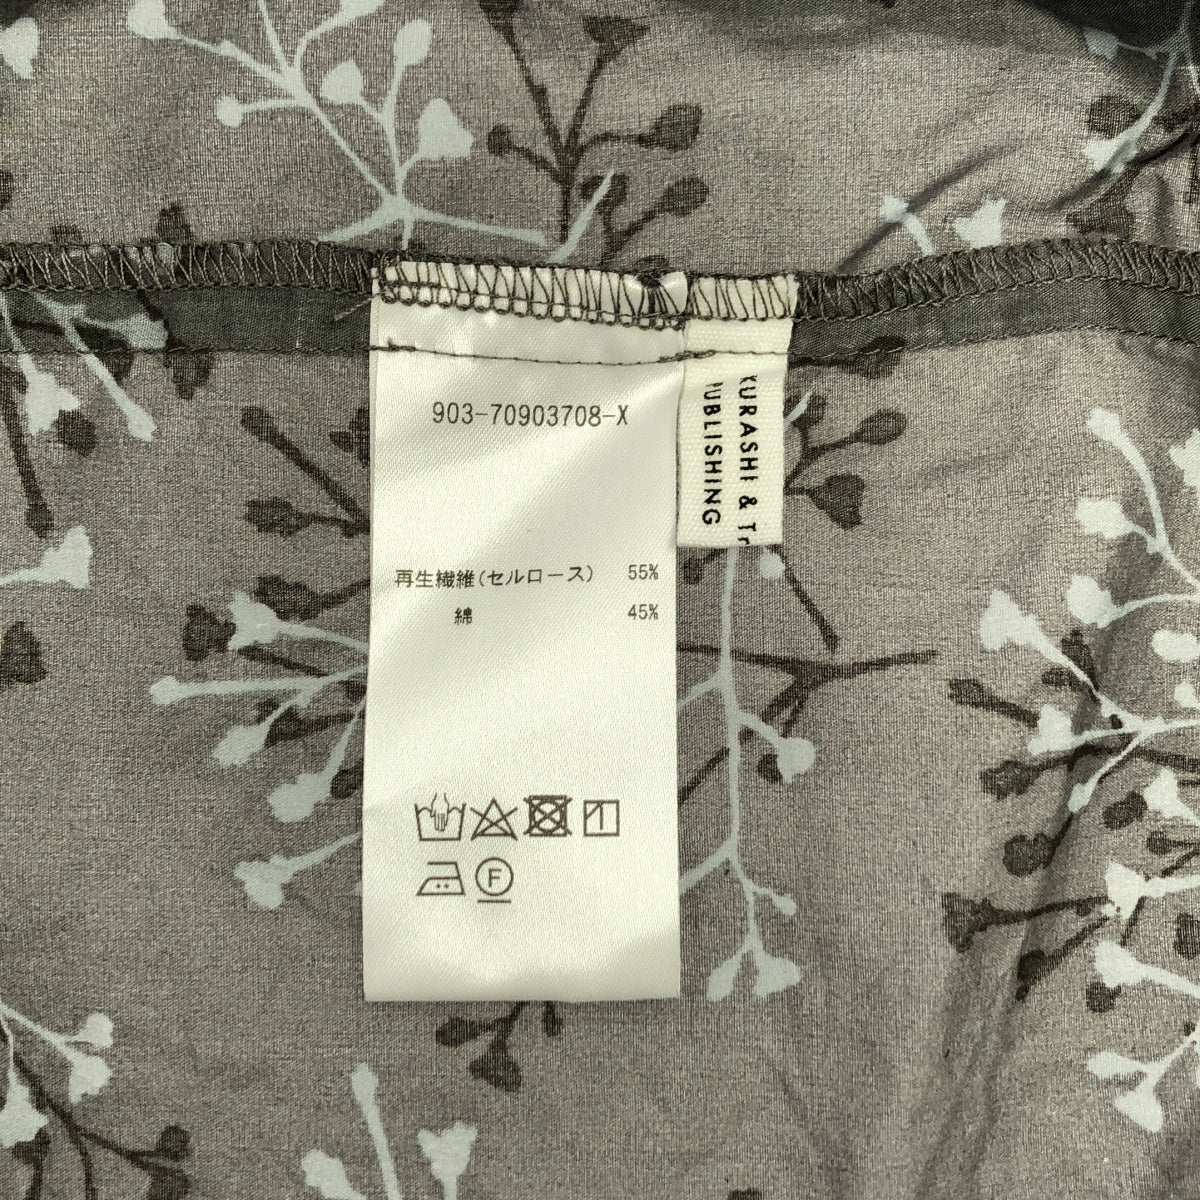 903-70903708-X
再生繊維(セルロース) 55%
綿 45%
F
KURASHI & Tr
PUBLISHING